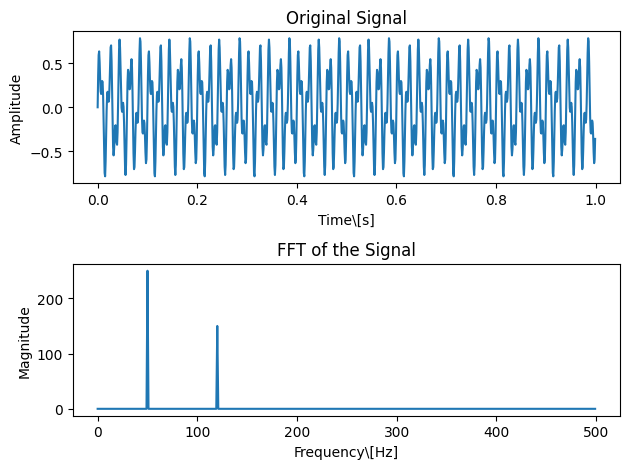 Original Signal
0.5
0.0
−0.5
Amplitude
0.0 0.2 0.4 0.6 0.8 1.0
Time\[s]
FFT of the Signal
200
100
0
Magnitude
0 100 200 300 400 500
Frequency\[Hz]